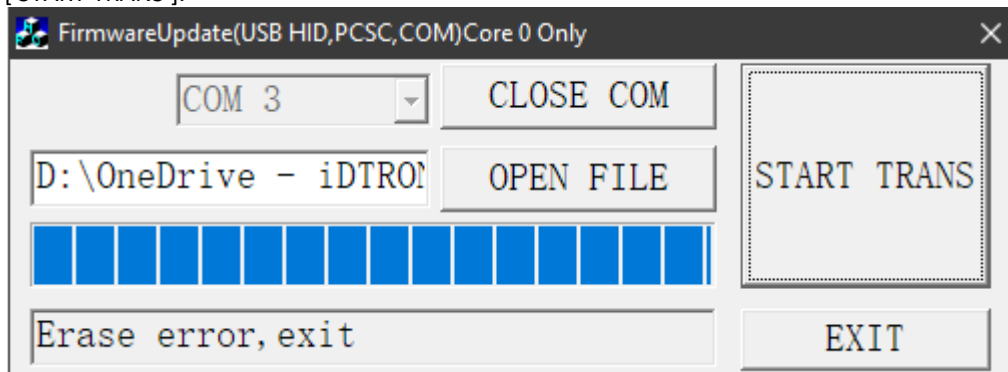 [ START TRANS ].
FirmwareUpdate(USB HID,PCSC,COM)Core 0 Only
COM 3
CLOSE COM
START TRANS
D:\OneDrive - iDTRON
OPEN FILE
Erase error,exit
EXIT